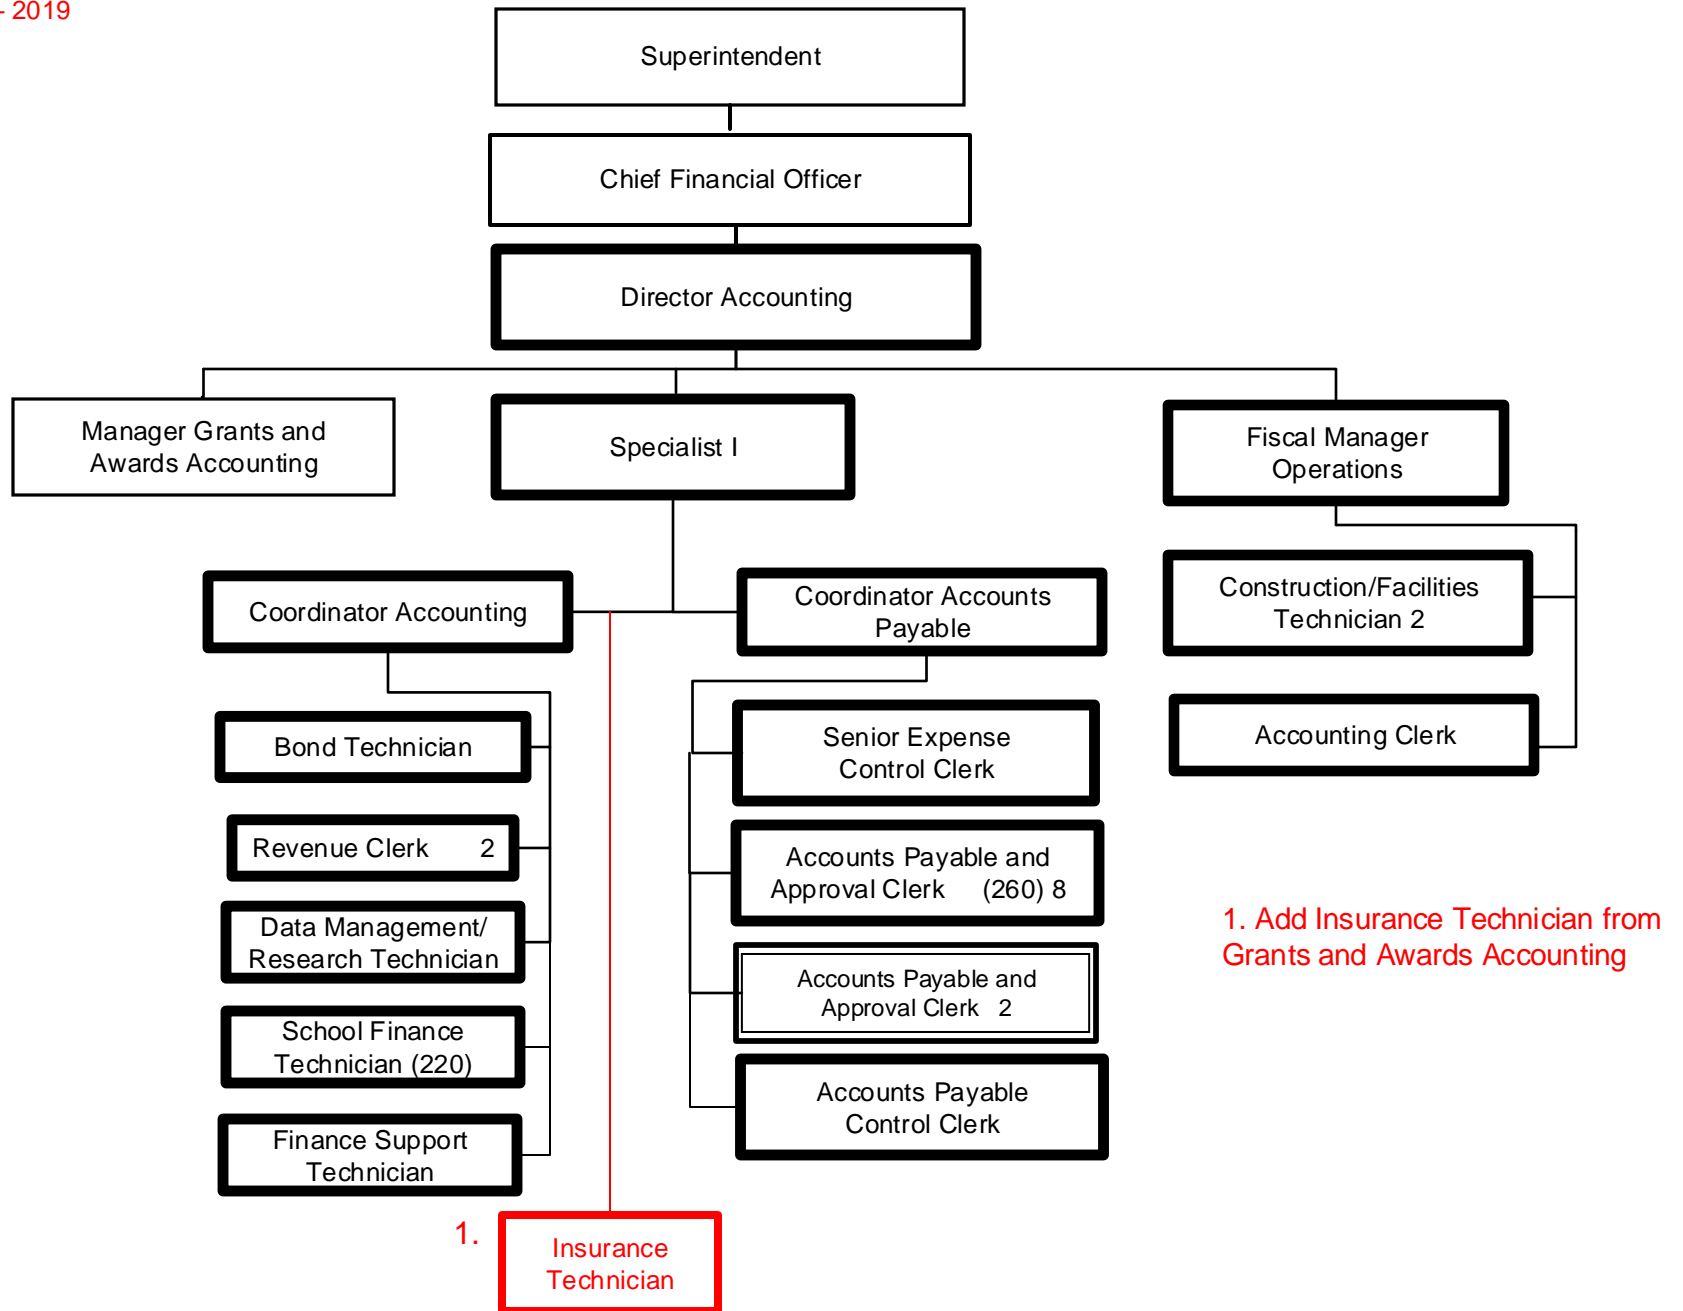 - 2019
Superintendent
Chief Financial Officer
Director Accounting
Manager Grants and
Awards Accounting
Specialist I
Fiscal Manager
Operations
Coordinator Accounting
Coordinator Accounts
Payable
Construction/Facilities
Technician 2
Accounting Clerk
Bond Technician
Revenue Clerk 2
Data Management/
Research Technician
School Finance
Technician (220)
Finance Support
Technician
Senior Expense
Control Clerk
Accounts Payable and
Approval Clerk (260) 8
Accounts Payable and
Approval Clerk 2
Accounts Payable
Control Clerk
1. Add Insurance Technician from
Grants and Awards Accounting
1.
Insurance
Technician